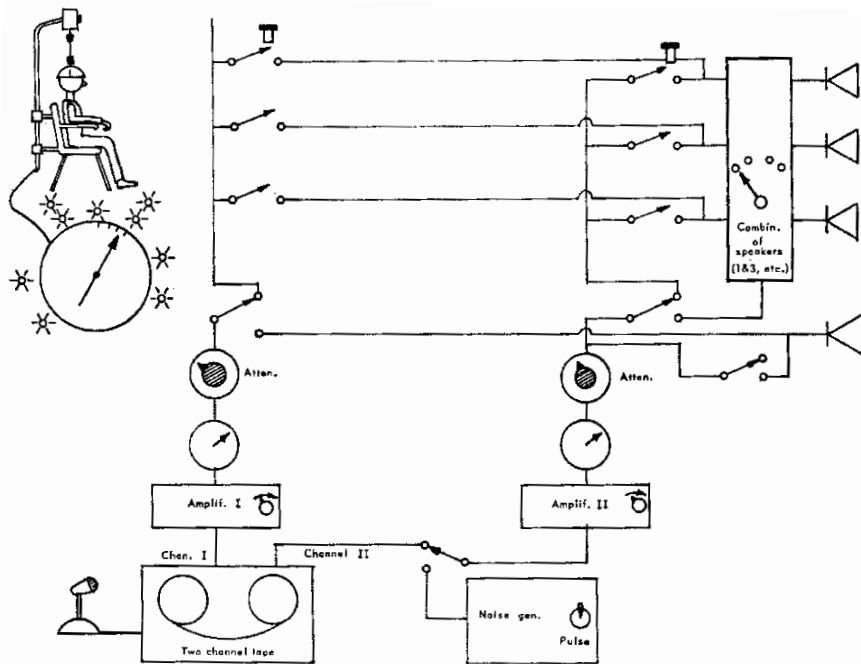 Combin.
of
speakers
(1&3, etc.)
Atten.
Atten.
Amplif. I
Amplif. II
Chan. I
Channel II
Noise gen.
Pulse
Two channel tape